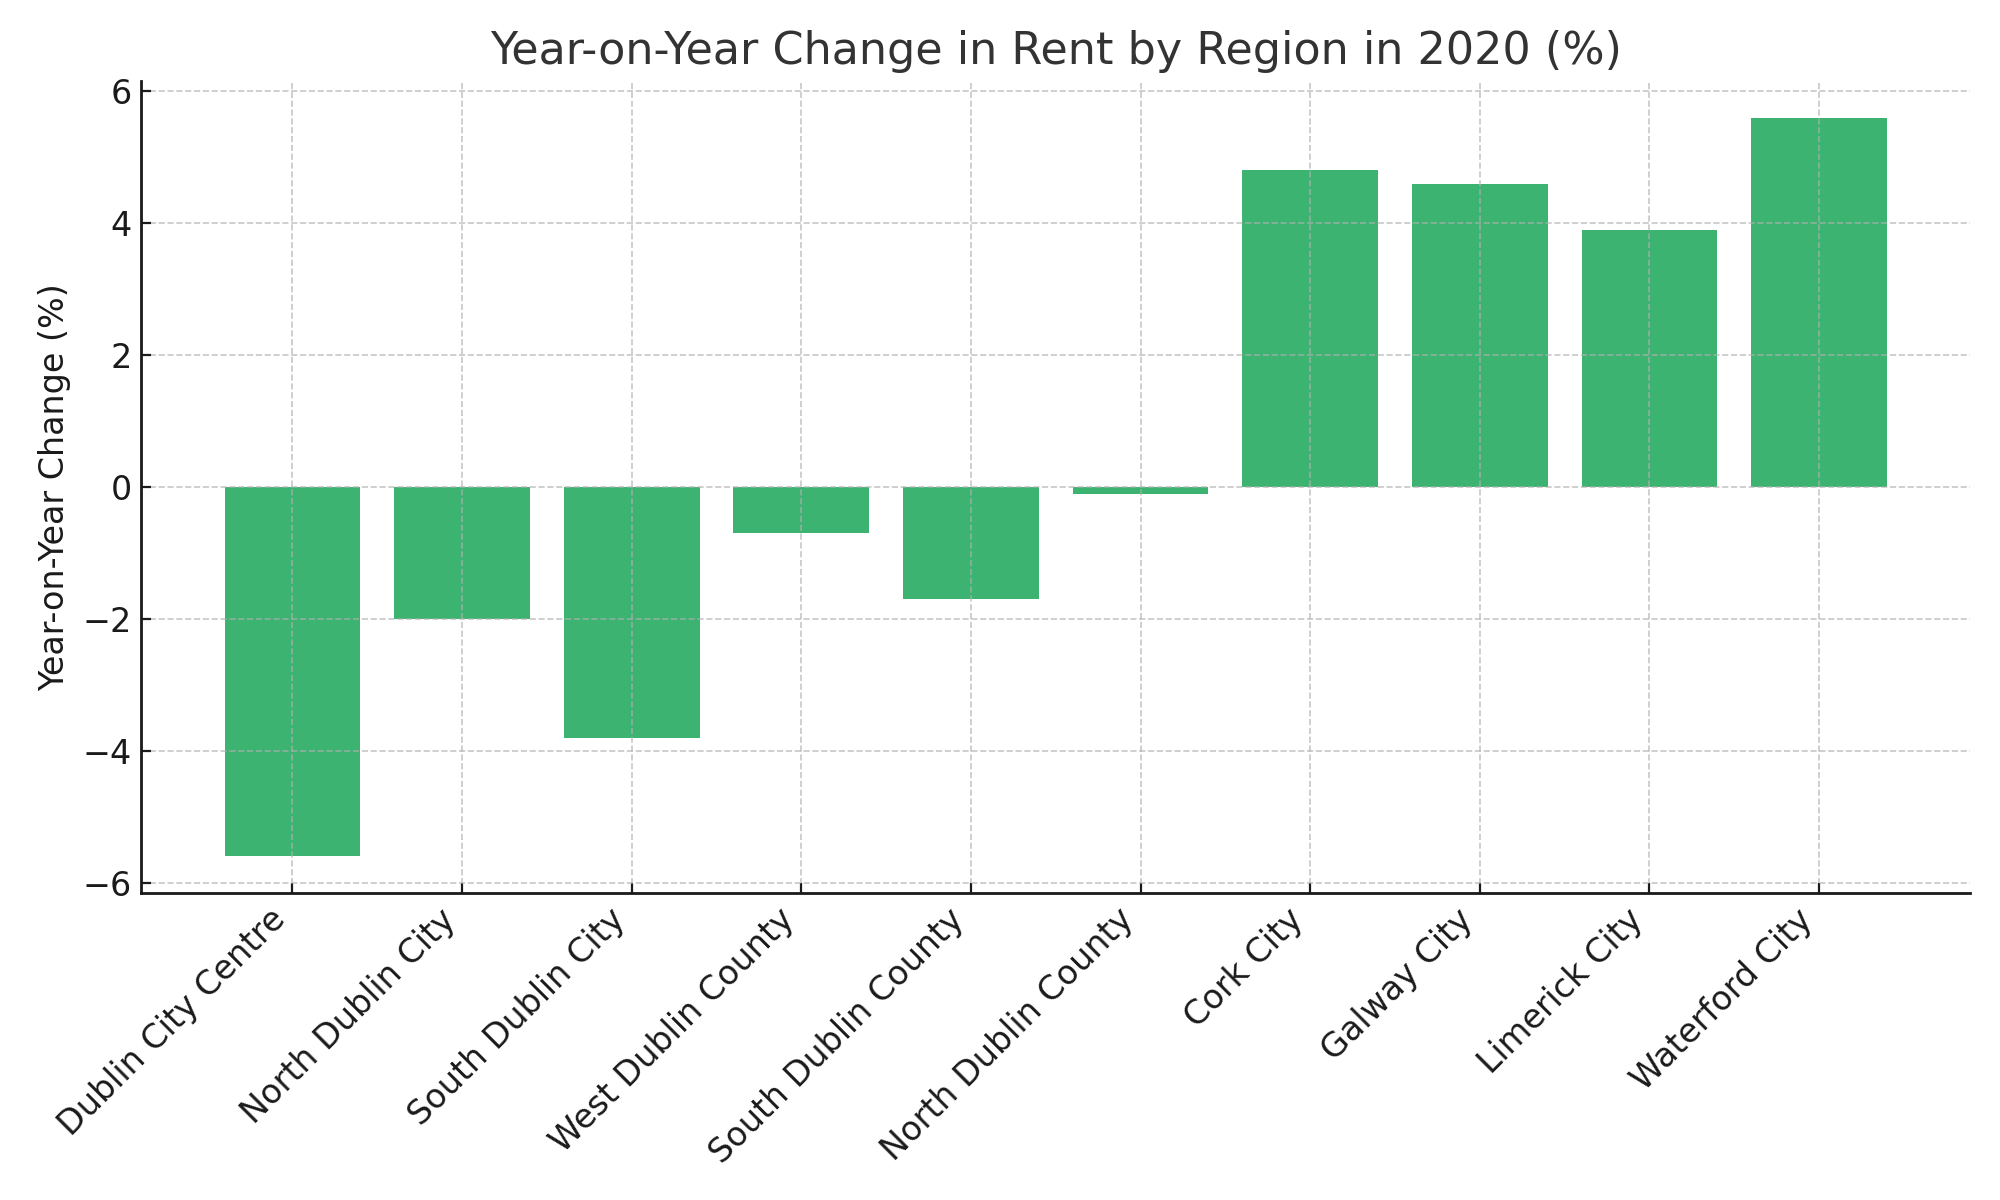 Year-on-Year Change in Rent by Region in 2020 (%)
Year-on-Year Change (%)
6
4
2
0
−2
−4
−6
Dublin City Centre
North Dublin City
South Dublin City
West Dublin County
South Dublin County
North Dublin County
Cork City
Galway City
Limerick City
Waterford City